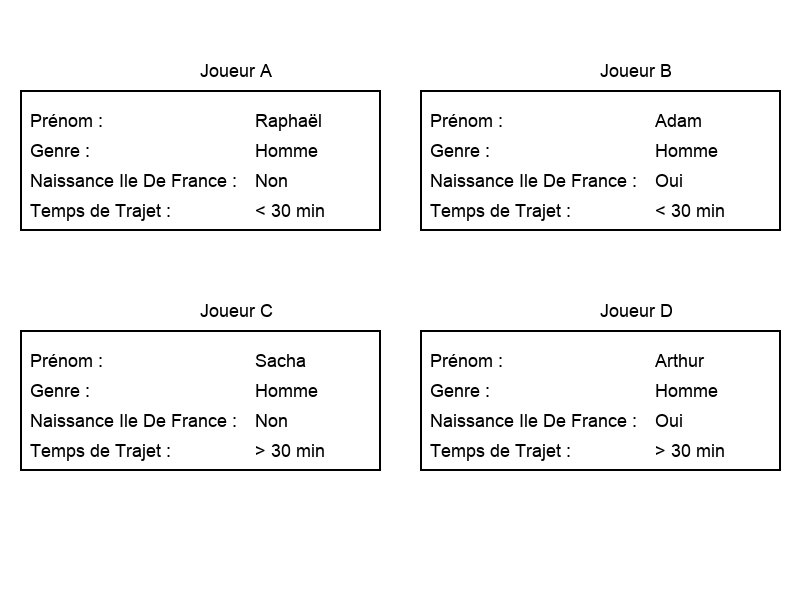 Joueur A
Prénom : Raphaël
Genre : Homme
Naissance Ile De France : Non
Temps de Trajet : < 30 min
Joueur B
Prénom : Adam
Genre : Homme
Naissance Ile De France : Oui
Temps de Trajet : < 30 min
Joueur C
Prénom : Sacha
Genre : Homme
Naissance Ile De France : Non
Temps de Trajet : > 30 min
Joueur D
Prénom : Arthur
Genre : Homme
Naissance Ile De France : Oui
Temps de Trajet : > 30 min